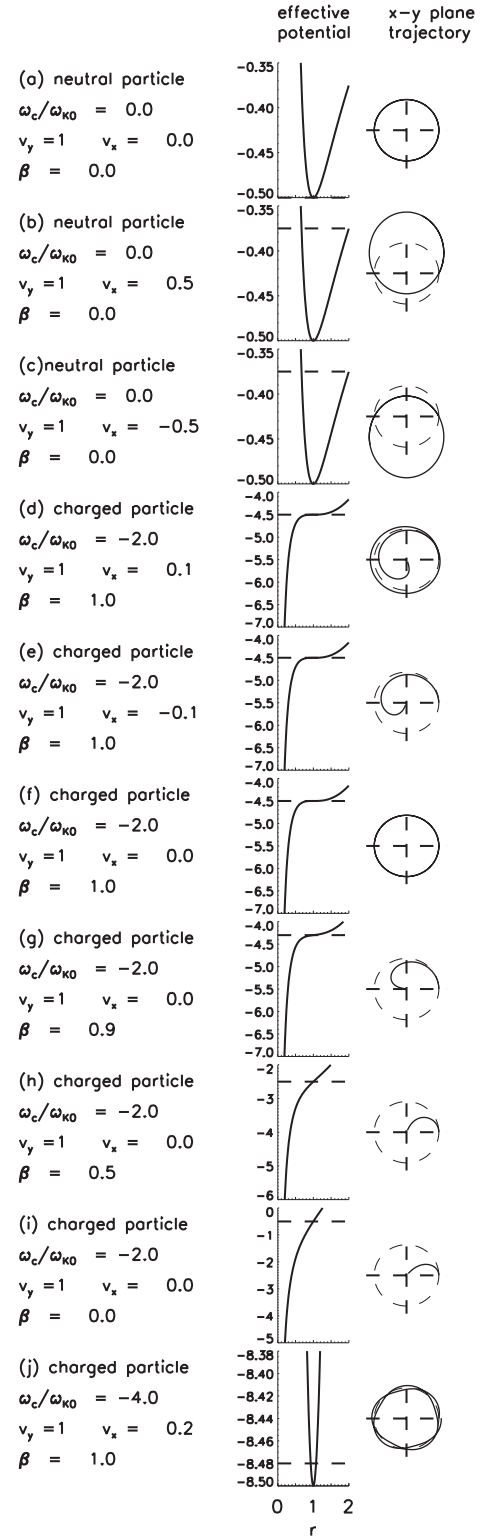 effective potential
x-y plane trajectory
(a) neutral particle
ω_c/ω_K0 = 0.0
v_y = 1 v_x = 0.0
β = 0.0
-0.35
-0.40
-0.45
-0.50
(b) neutral particle
ω_c/ω_K0 = 0.0
v_y = 1 v_x = 0.5
β = 0.0
-0.35
-0.40
-0.45
-0.50
(c)neutral particle
ω_c/ω_K0 = 0.0
v_y = 1 v_x = -0.5
β = 0.0
-0.35
-0.40
-0.45
-0.50
(d) charged particle
ω_c/ω_K0 = -2.0
v_y = 1 v_x = 0.1
β = 1.0
-4.0
-4.5
-5.0
-5.5
-6.0
-6.5
-7.0
(e) charged particle
ω_c/ω_K0 = -2.0
v_y = 1 v_x = -0.1
β = 1.0
-4.0
-4.5
-5.0
-5.5
-6.0
-6.5
-7.0
(f) charged particle
ω_c/ω_K0 = -2.0
v_y = 1 v_x = 0.0
β = 1.0
-4.0
-4.5
-5.0
-5.5
-6.0
-6.5
-7.0
(g) charged particle
ω_c/ω_K0 = -2.0
v_y = 1 v_x = 0.0
β = 0.9
-4.0
-4.5
-5.0
-5.5
-6.0
-6.5
-7.0
(h) charged particle
ω_c/ω_K0 = -2.0
v_y = 1 v_x = 0.0
β = 0.5
-2
-3
-4
-5
-6
(i) charged particle
ω_c/ω_K0 = -2.0
v_y = 1 v_x = 0.0
β = 0.0
0
-1
-2
-3
-4
-5
(j) charged particle
ω_c/ω_K0 = -4.0
v_y = 1 v_x = 0.2
β = 1.0
-8.38
-8.40
-8.42
-8.44
-8.46
-8.48
-8.50
0 1 2
r